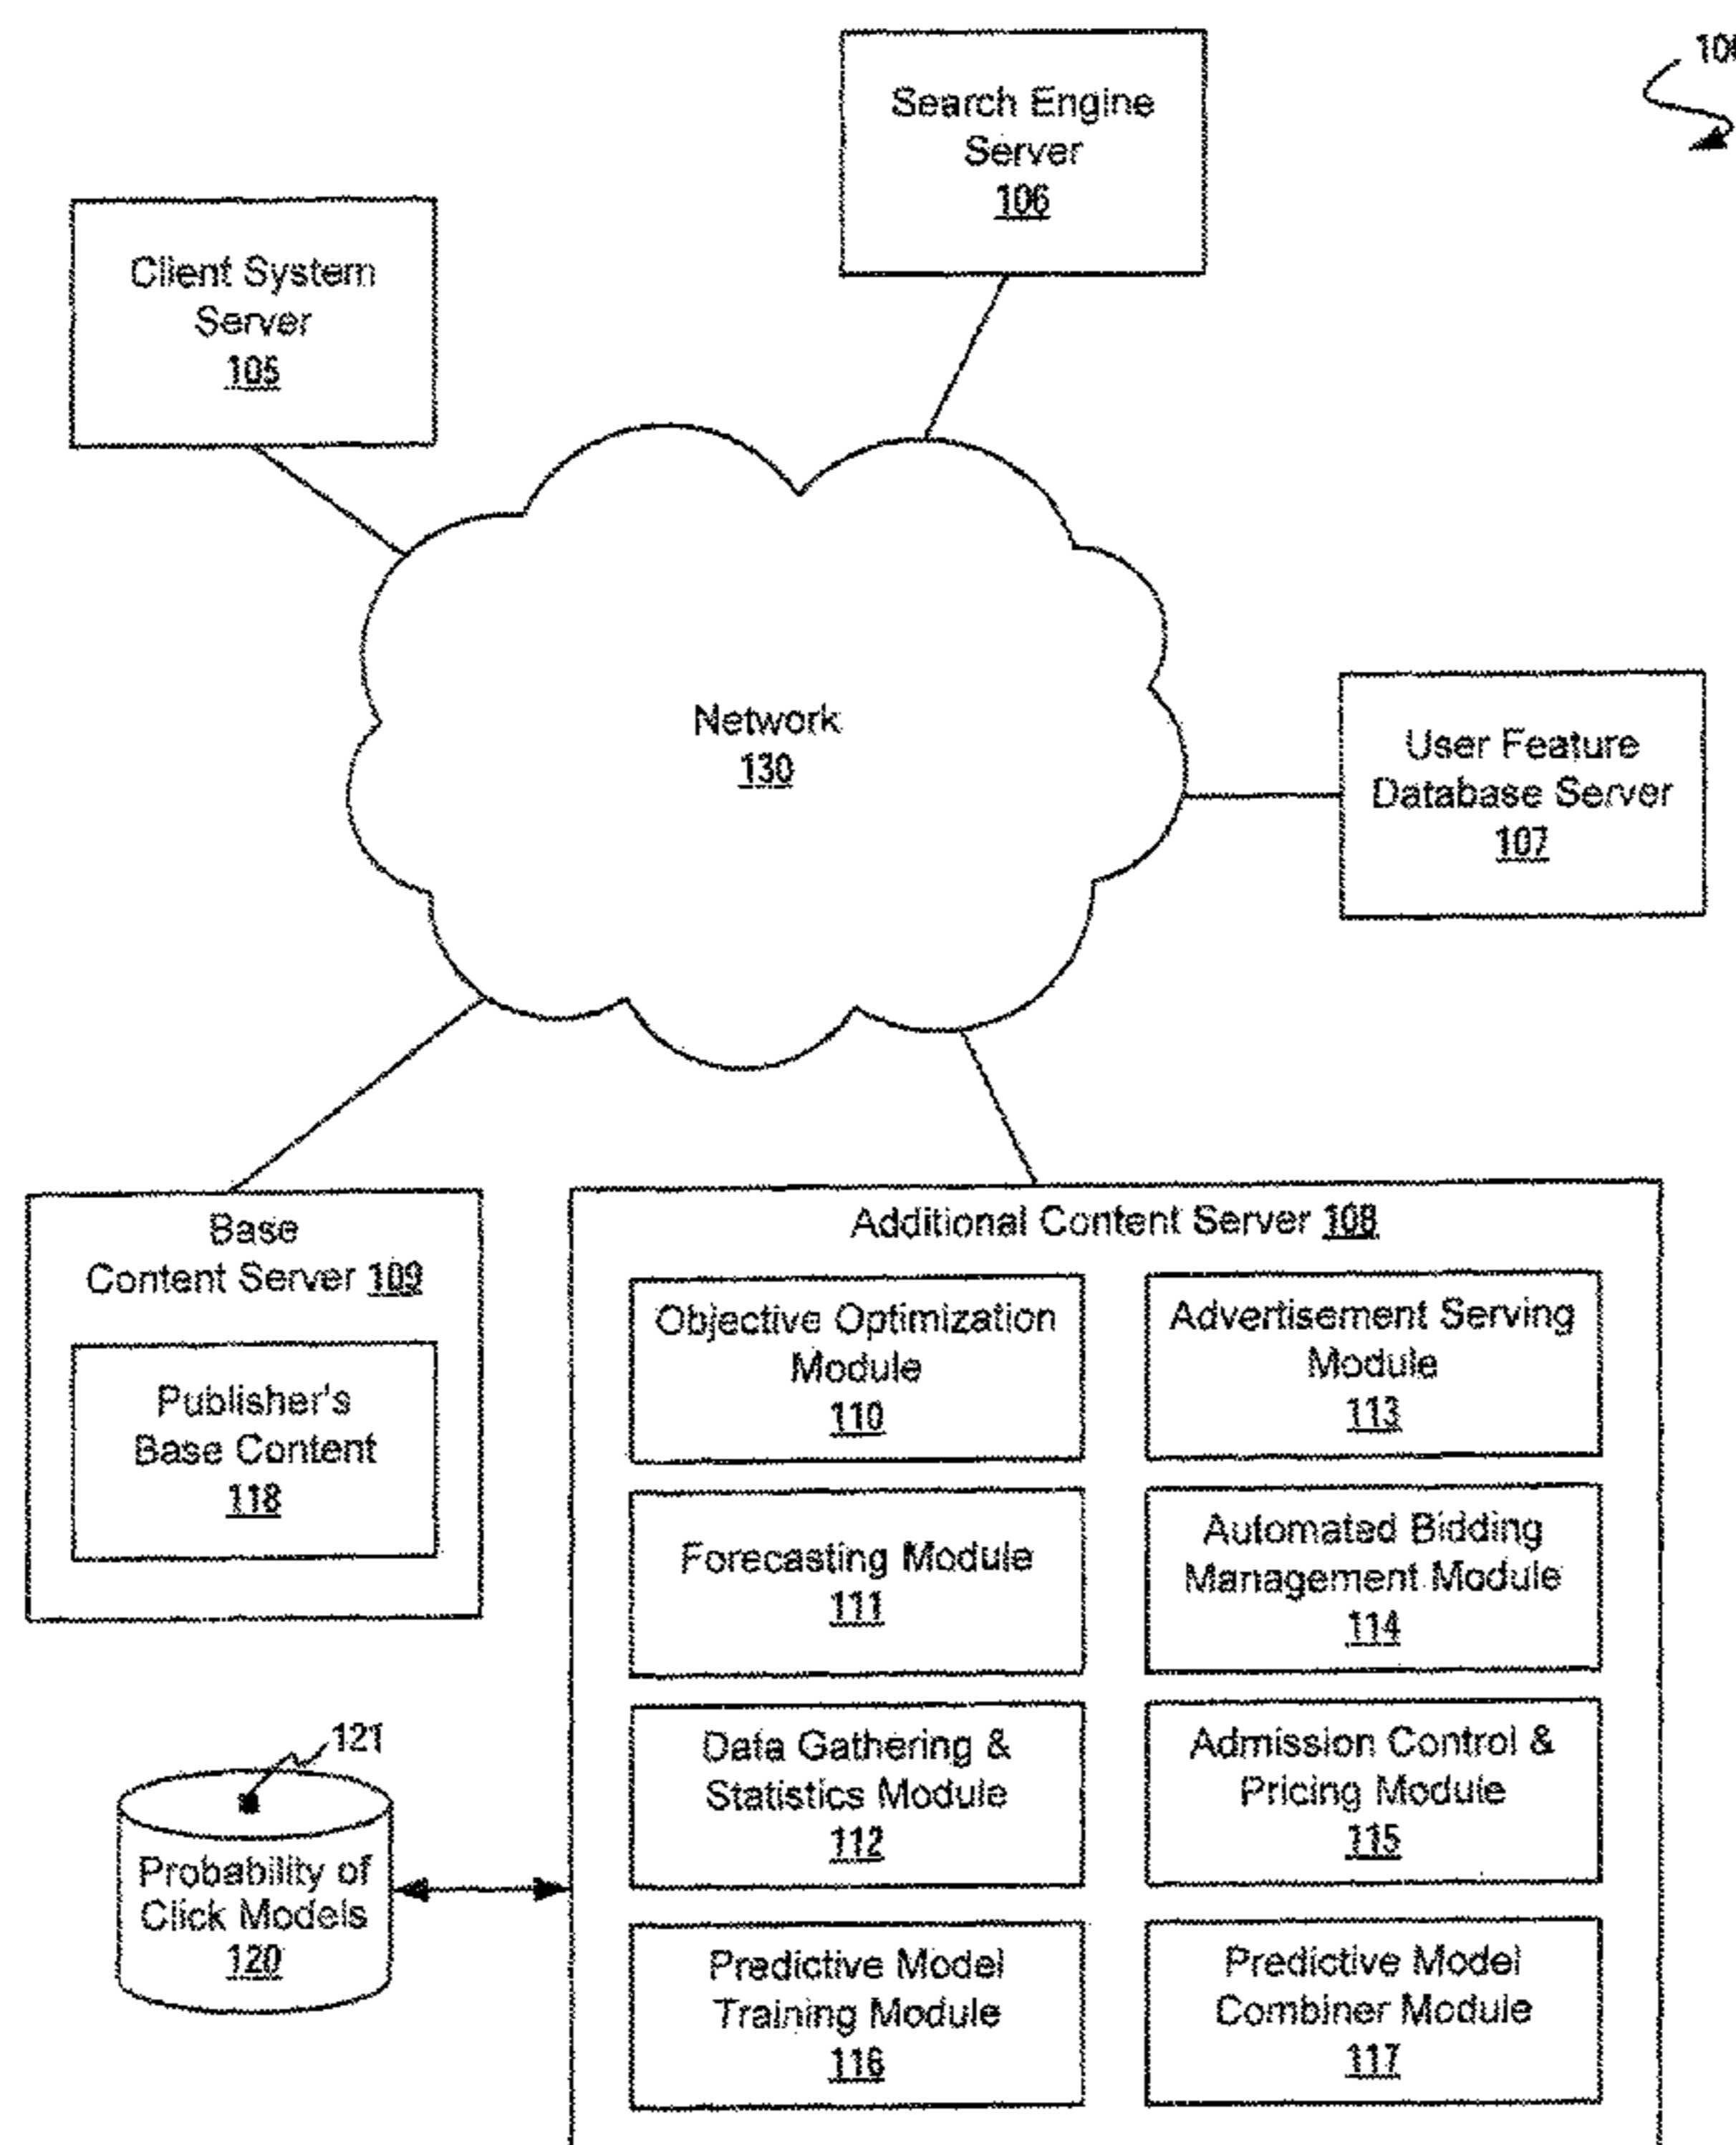 100
Search Engine
Server
106
Client System
Server
105
Network
130
User Feature
Database Server
107
Base
Content Server 109
Publisher's
Base Content
118
Additional Content Server 108
Objective Optimization
Module
110
Advertisement Serving
Module
113
Forecasting Module
111
Automated Bidding
Management Module
114
Data Gathering &
Statistics Module
112
Admission Control &
Pricing Module
115
Predictive Model
Training Module
116
Predictive Model
Combiner Module
117
121
Probability of
Click Models
120